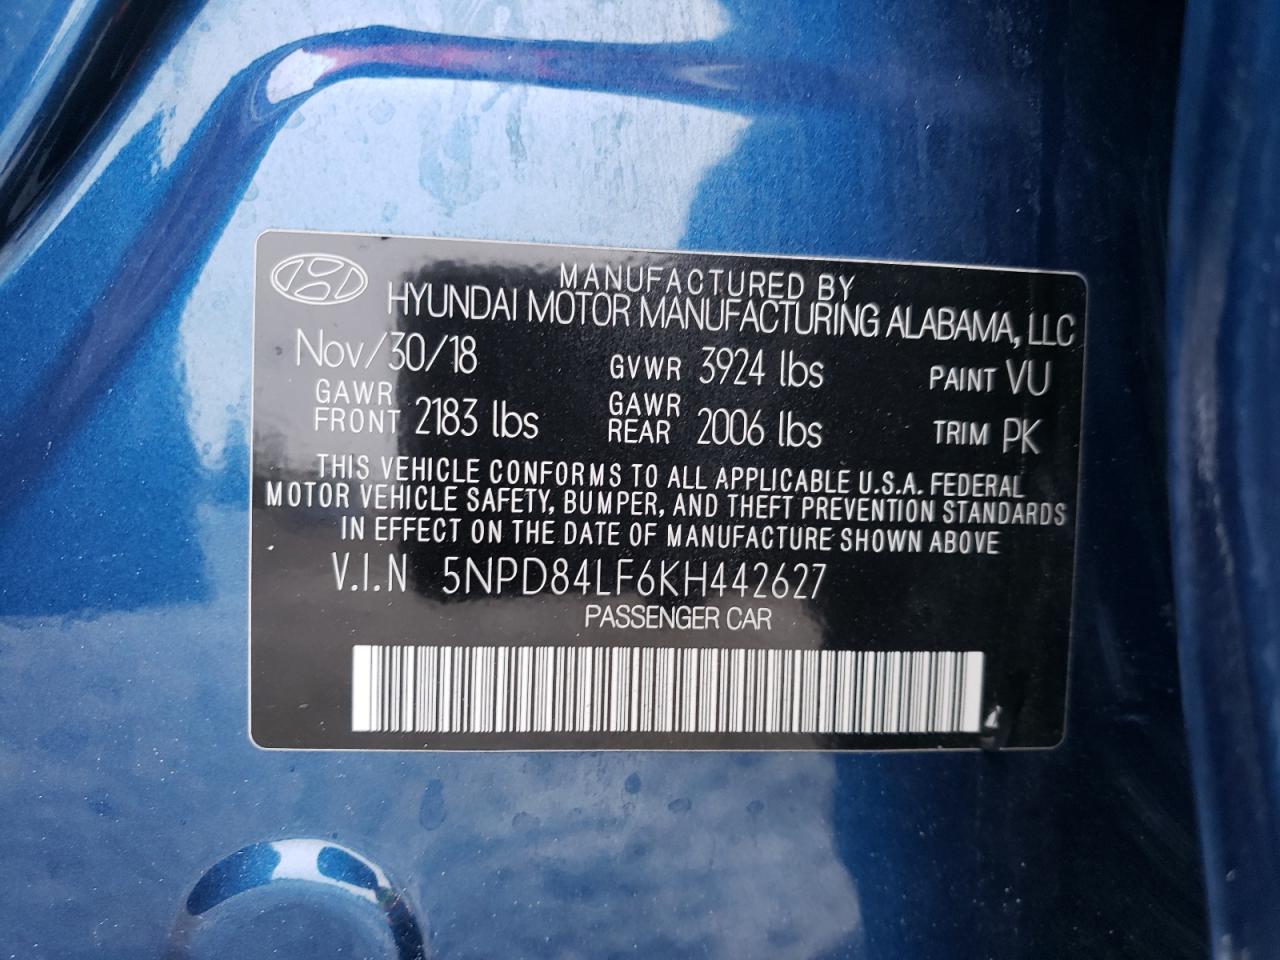 MANUFACTURED BY
HYUNDAI MOTOR MANUFACTURING ALABAMA, LLC
Nov/30/18 GVWR 3924 lbs PAINT VU
GAWR FRONT 2183 lbs GAWR REAR 2006 lbs TRIM PK
THIS VEHICLE CONFORMS TO ALL APPLICABLE U.S.A. FEDERAL
MOTOR VEHICLE SAFETY, BUMPER, AND THEFT PREVENTION STANDARDS
IN EFFECT ON THE DATE OF MANUFACTURE SHOWN ABOVE
V.I.N 5NPD84LF6KH442627
PASSENGER CAR